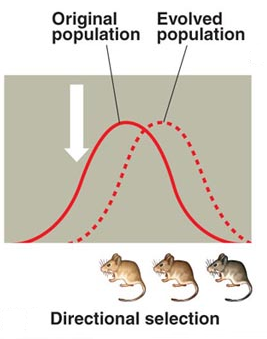 Original
population
Evolved
population
Directional selection